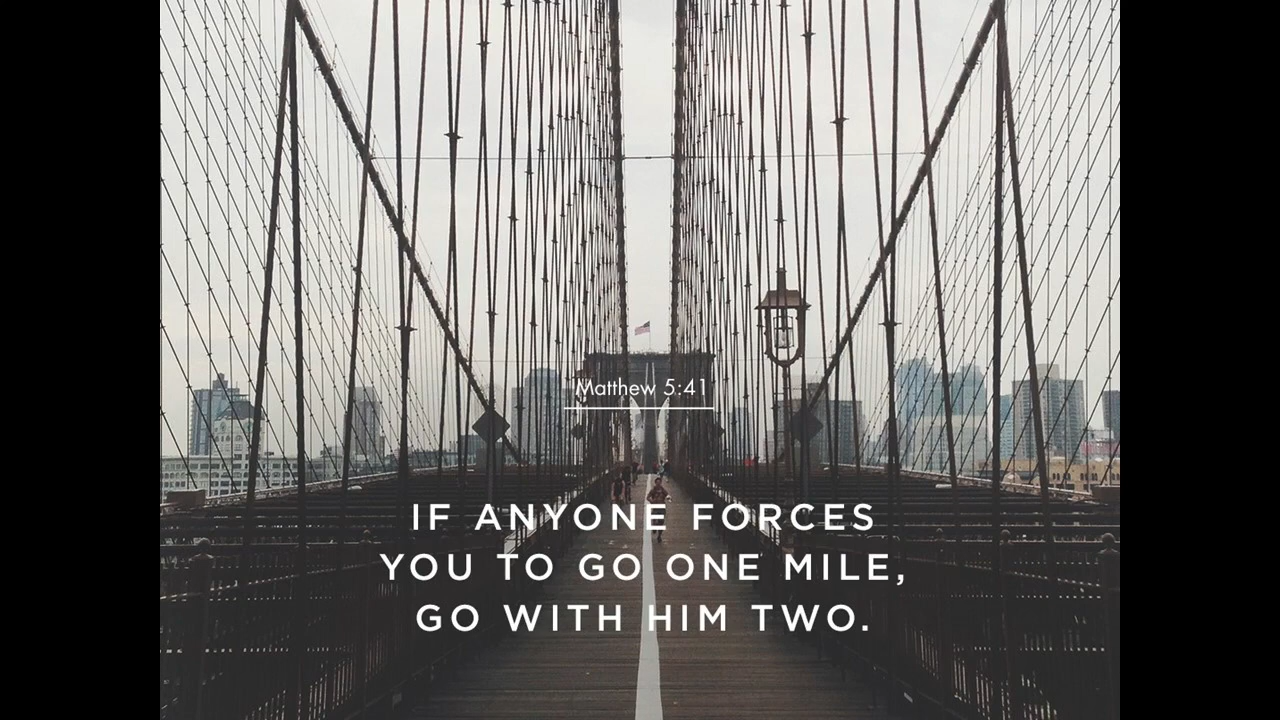 Matthew 5:41
IF ANYONE FORCES
YOU TO GO ONE MILE,
GO WITH HIM TWO.